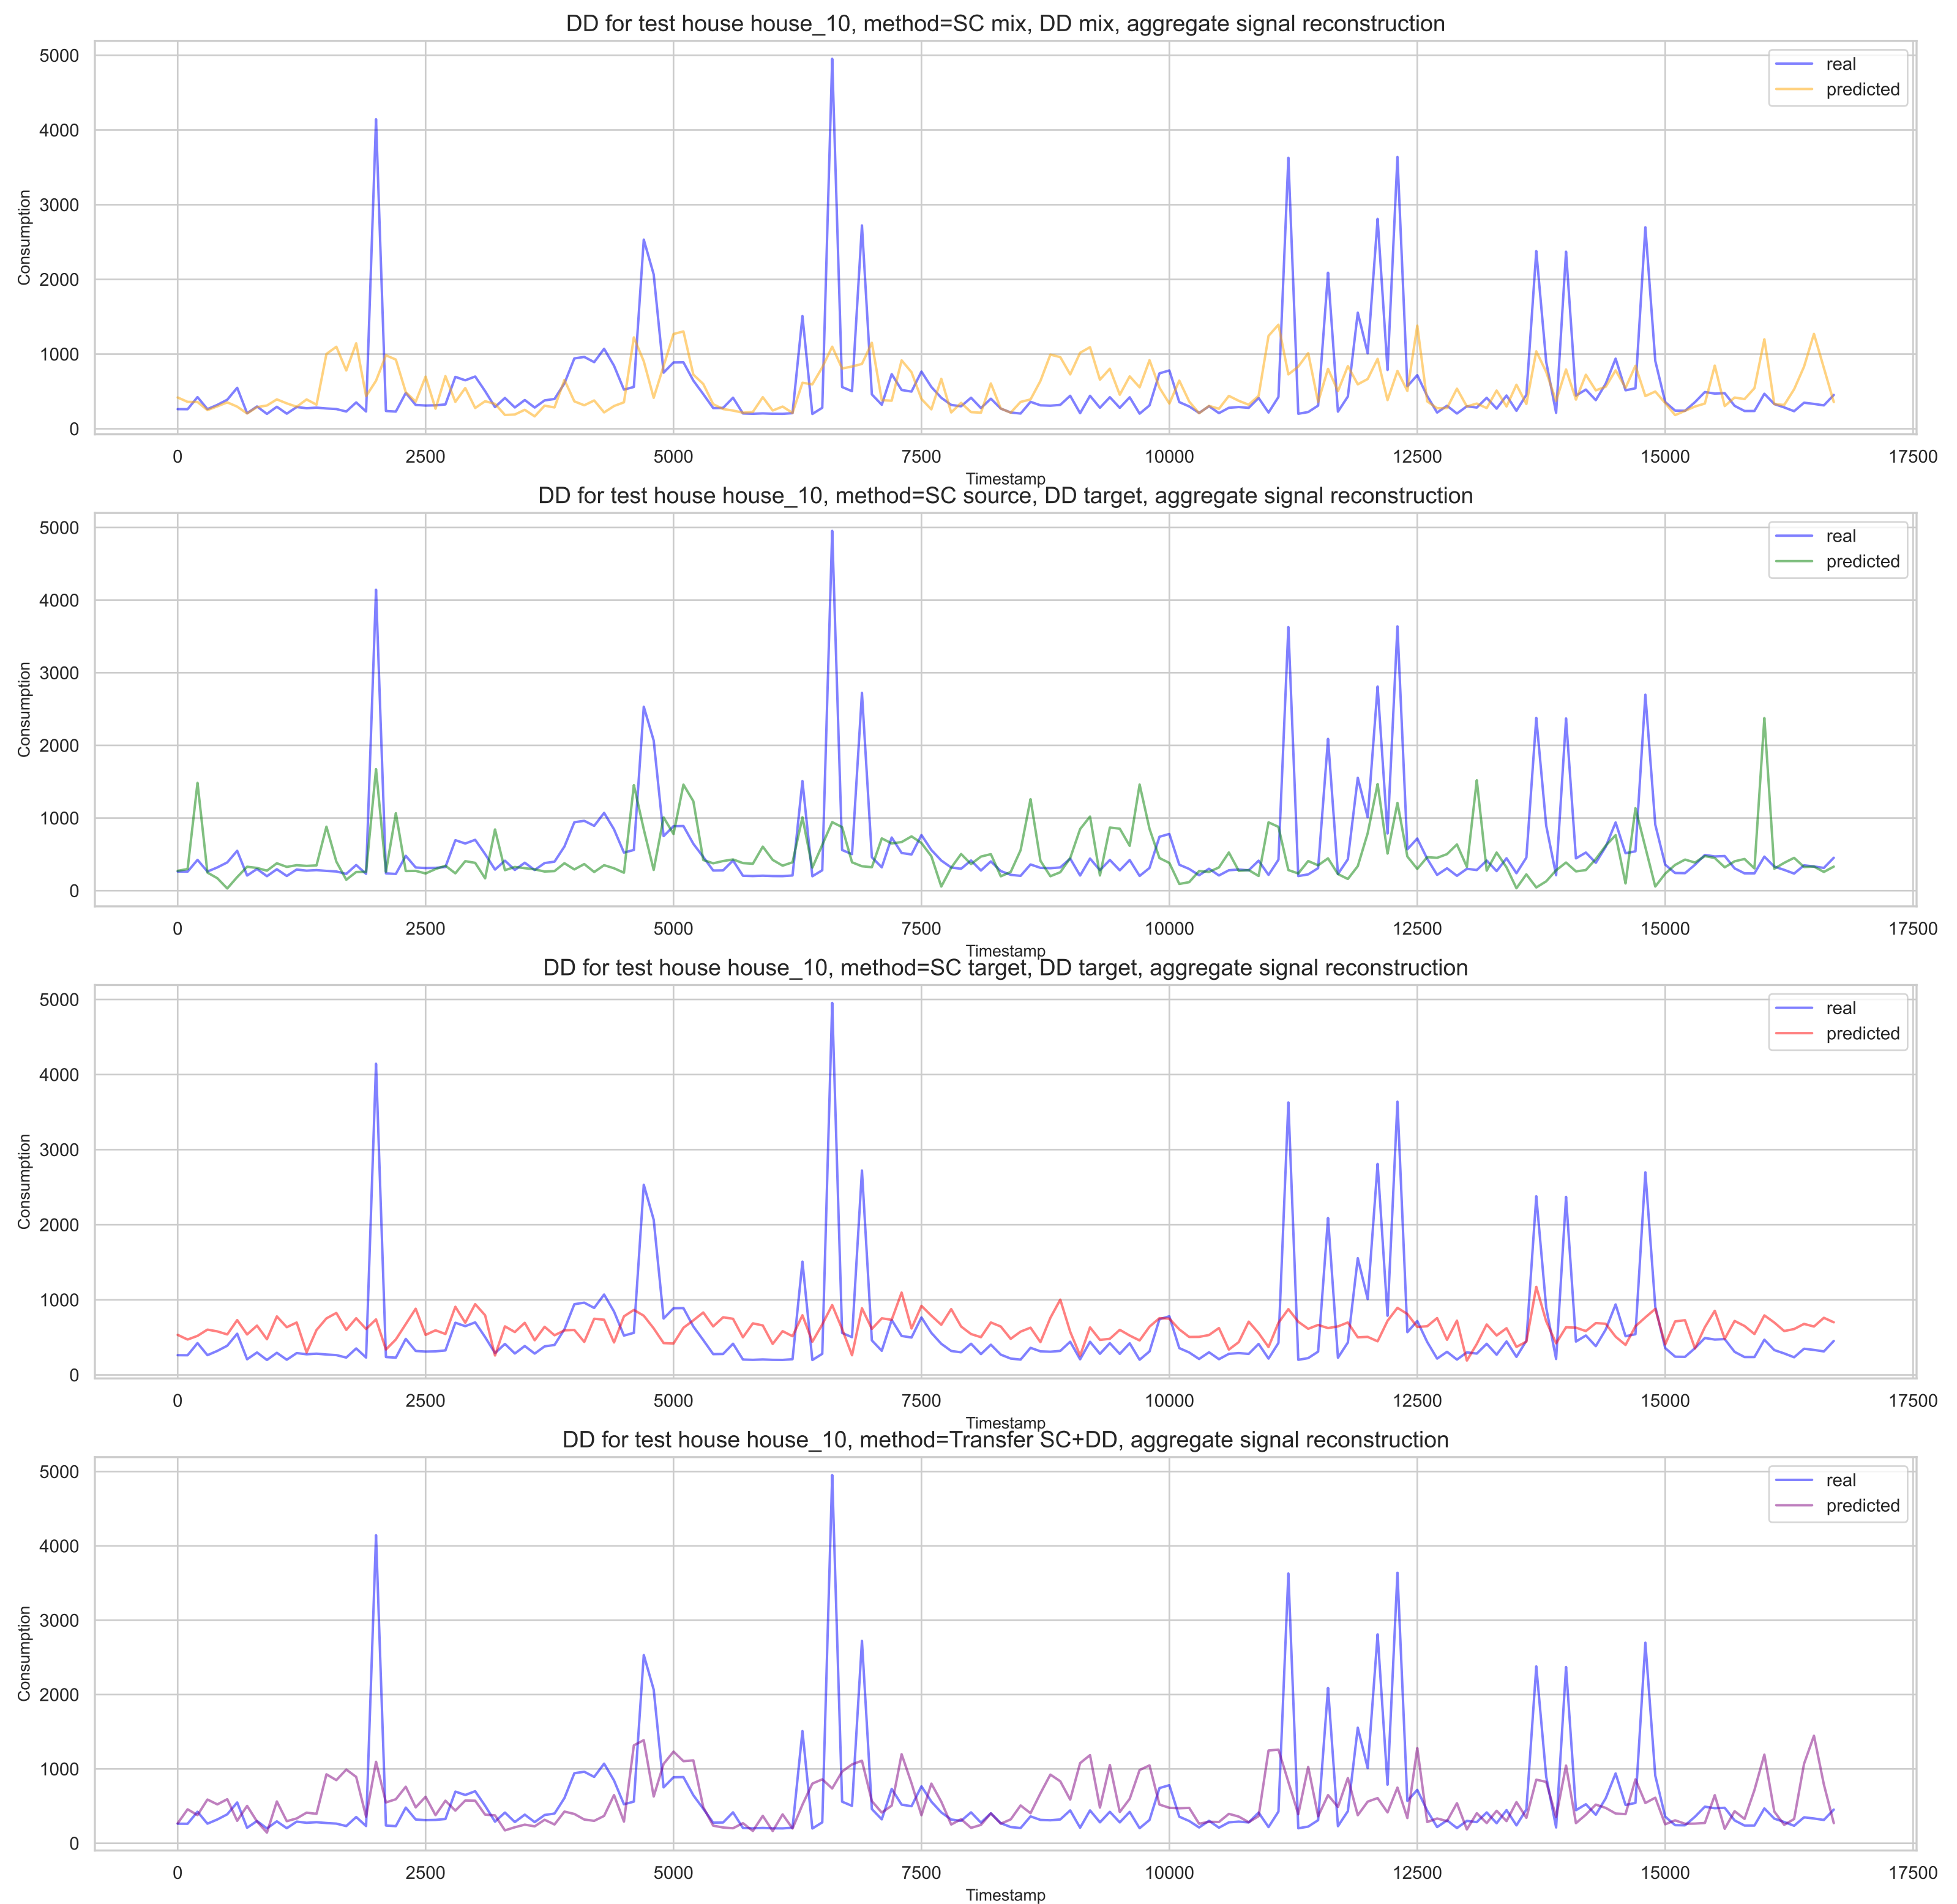 DD for test house house_10, method=SC mix, DD mix, aggregate signal reconstruction
5000
4000
3000
2000
1000
0
Consumption
real
predicted
0 2500 5000 7500 10000 12500 15000 17500
Timestamp
DD for test house house_10, method=SC source, DD target, aggregate signal reconstruction
5000
4000
3000
2000
1000
0
Consumption
real
predicted
0 2500 5000 7500 10000 12500 15000 17500
Timestamp
DD for test house house_10, method=SC target, DD target, aggregate signal reconstruction
5000
4000
3000
2000
1000
0
Consumption
real
predicted
0 2500 5000 7500 10000 12500 15000 17500
Timestamp
DD for test house house_10, method=Transfer SC+DD, aggregate signal reconstruction
5000
4000
3000
2000
1000
0
Consumption
real
predicted
0 2500 5000 7500 10000 12500 15000 17500
Timestamp